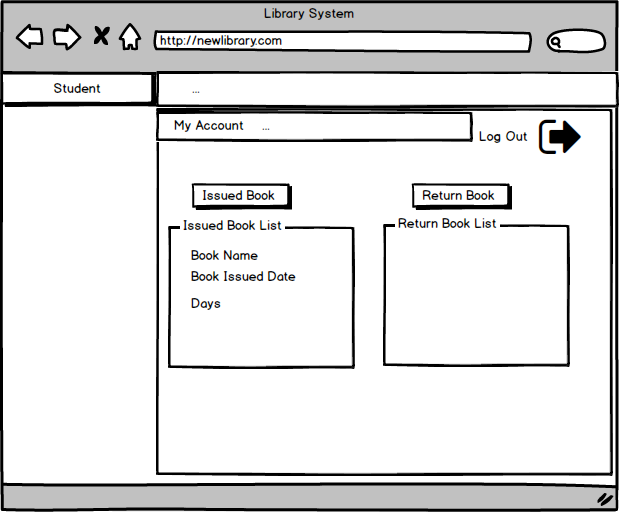 Library System
http://newlibrary.com
Student
...
My Account ...
Log Out
Issued Book
Return Book
Issued Book List
Return Book List
Book Name
Book Issued Date
Days